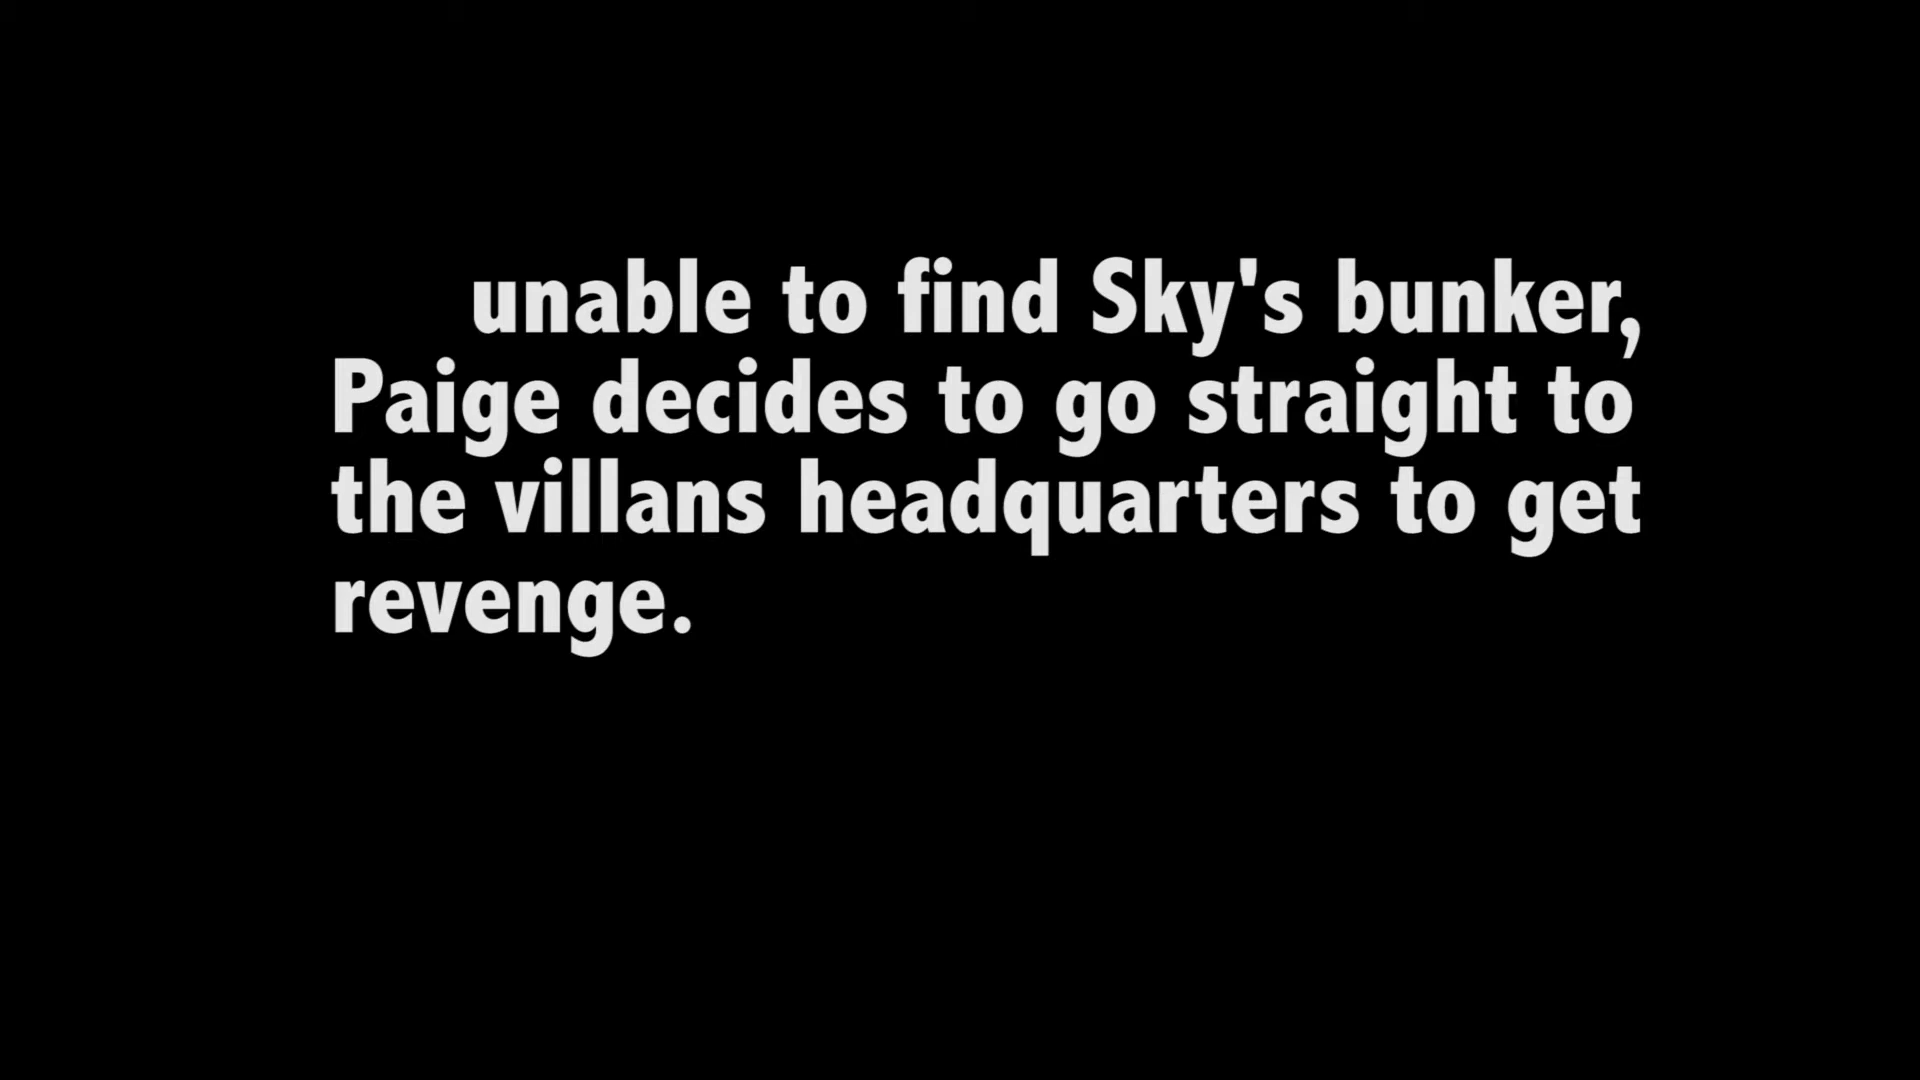 unable to find Sky's bunker,
Paige decides to go straight to
the villans headquarters to get
revenge.